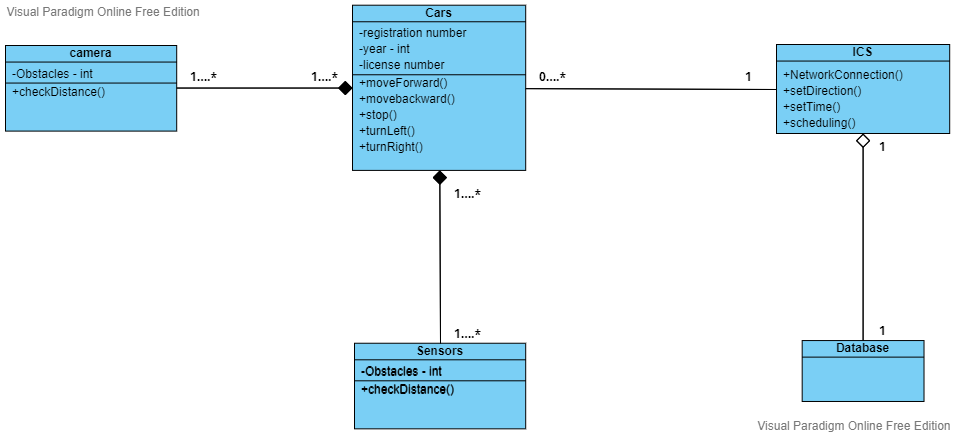 Visual Paradigm Online Free Edition
camera
-Obstacles - int
+checkDistance()
1....*
1....*
Cars
-registration number
-year - int
-license number
+moveForward()
+movebackward()
+stop()
+turnLeft()
+turnRight()
0....*
1
ICS
+NetworkConnection()
+setDirection()
+setTime()
+scheduling()
1
1....*
1....*
Sensors
-Obstacles - int
+checkDistance()
1
Database
Visual Paradigm Online Free Edition